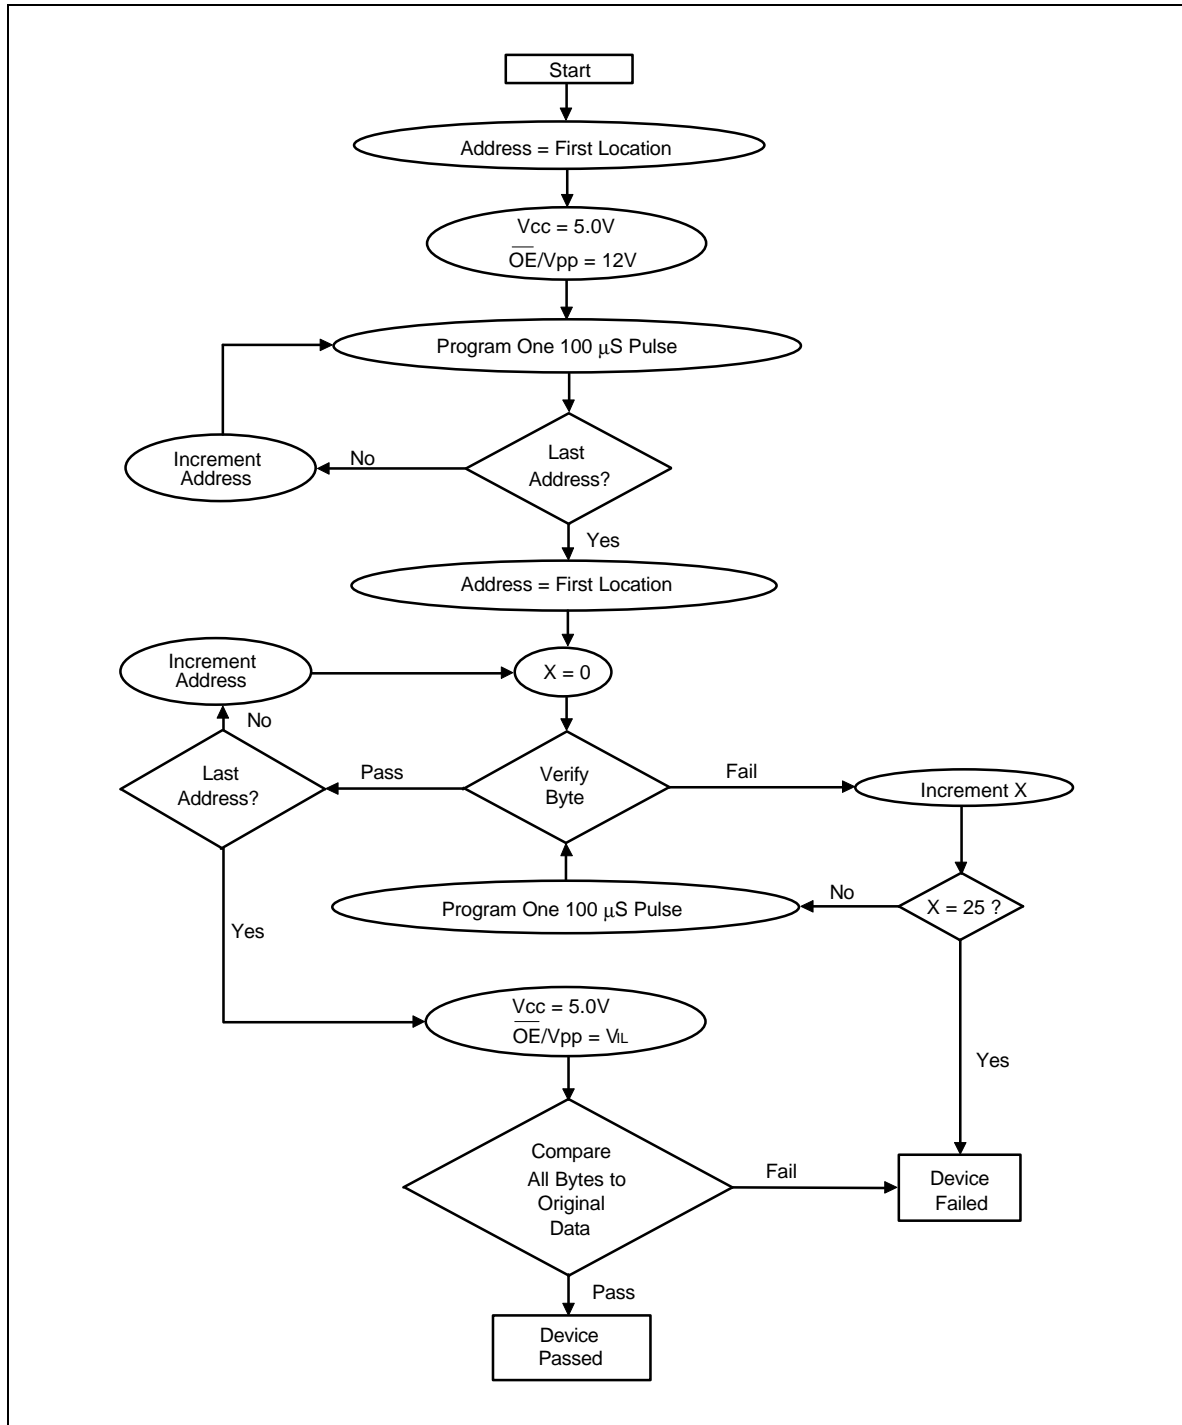 Start
Address = First Location
Vcc = 5.0V
O̅E̅/Vpp = 12V
Program One 100 μS Pulse
Increment
Address
No
Last
Address?
Yes
Address = First Location
Increment
Address
X = 0
No
Last
Address?
Pass
Verify
Byte
Fail
Increment X
Program One 100 μS Pulse
No
X = 25 ?
Yes
Vcc = 5.0V
O̅E̅/Vpp = VIL
Yes
Compare
All Bytes to
Original
Data
Fail
Device
Failed
Pass
Device
Passed